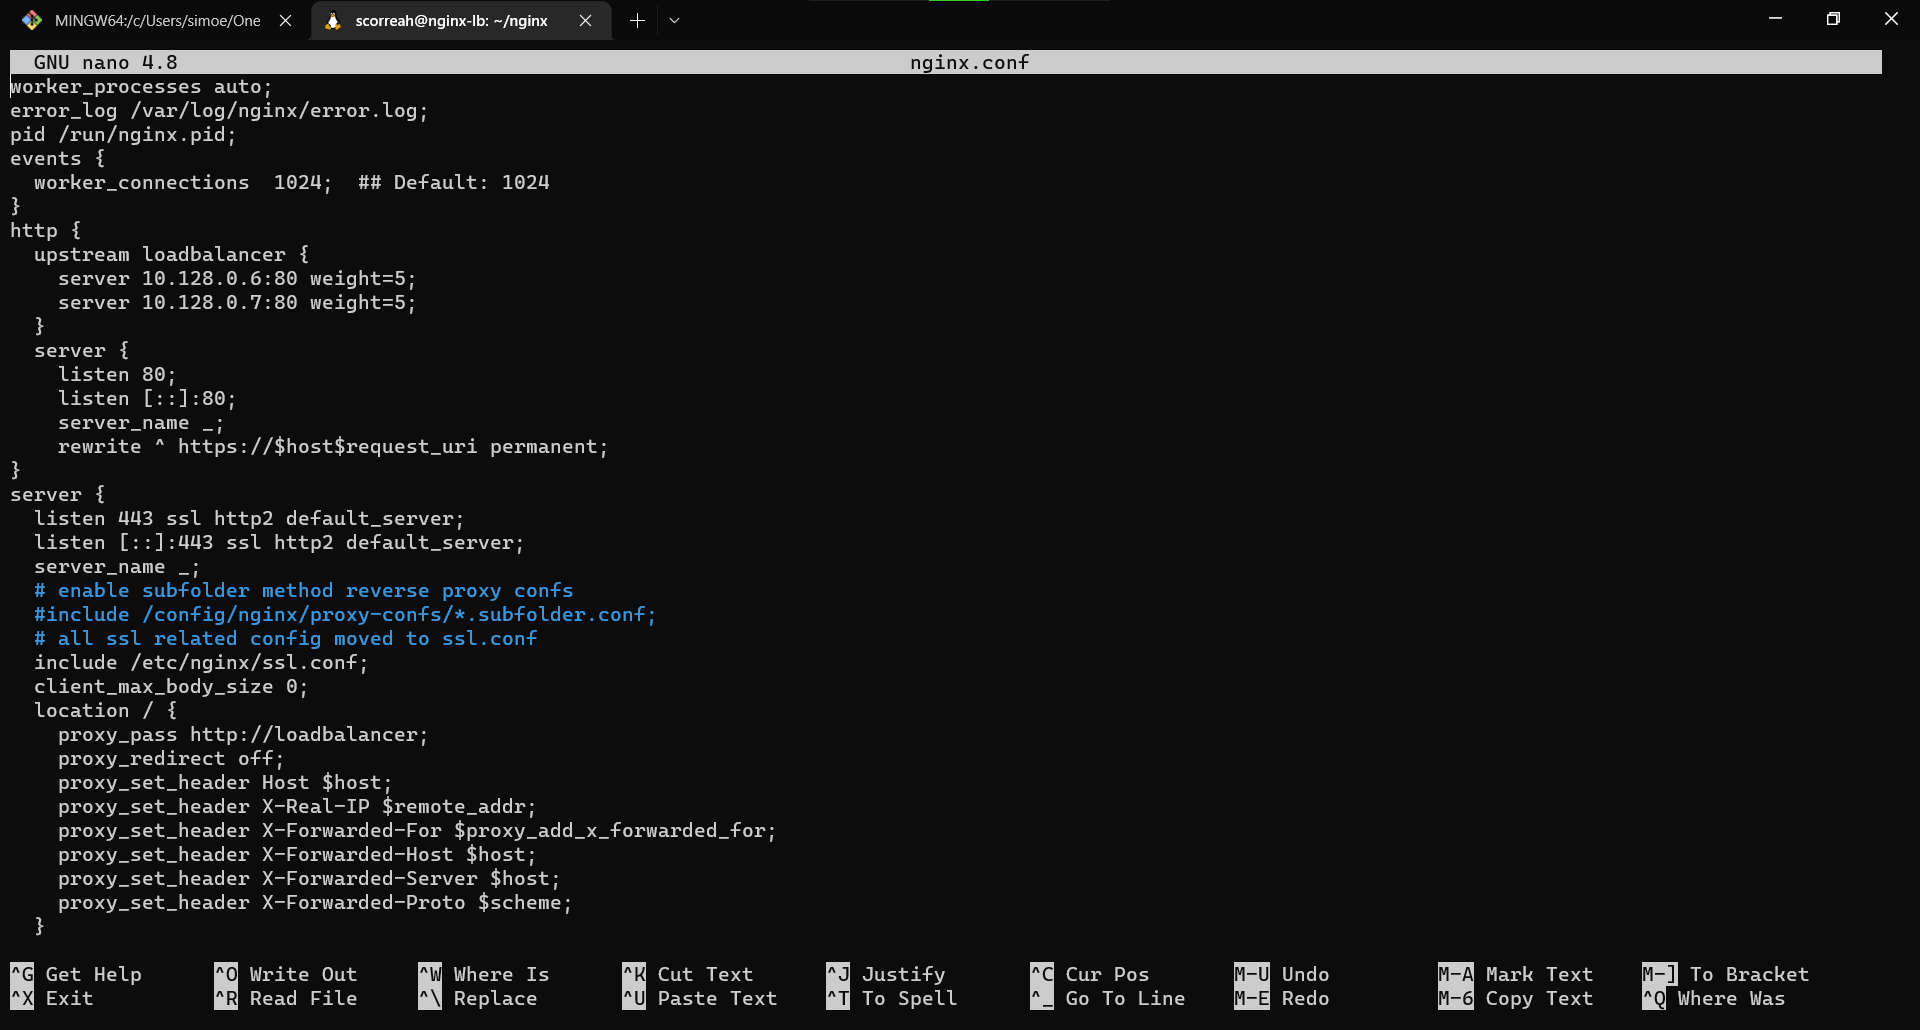 MINGW64:/c/Users/simoe/One
scorreah@nginx-lb: ~/nginx
GNU nano 4.8 nginx.conf
worker_processes auto;
error_log /var/log/nginx/error.log;
pid /run/nginx.pid;
events {
  worker_connections  1024;  ## Default: 1024
}
http {
  upstream loadbalancer {
    server 10.128.0.6:80 weight=5;
    server 10.128.0.7:80 weight=5;
  }
  server {
    listen 80;
    listen [::]:80;
    server_name _;
    rewrite ^ https://$host$request_uri permanent;
}
server {
  listen 443 ssl http2 default_server;
  listen [::]:443 ssl http2 default_server;
  server_name _;
  # enable subfolder method reverse proxy confs
  #include /config/nginx/proxy-confs/*.subfolder.conf;
  # all ssl related config moved to ssl.conf
  include /etc/nginx/ssl.conf;
  client_max_body_size 0;
  location / {
    proxy_pass http://loadbalancer;
    proxy_redirect off;
    proxy_set_header Host $host;
    proxy_set_header X-Real-IP $remote_addr;
    proxy_set_header X-Forwarded-For $proxy_add_x_forwarded_for;
    proxy_set_header X-Forwarded-Host $host;
    proxy_set_header X-Forwarded-Server $host;
    proxy_set_header X-Forwarded-Proto $scheme;
  }
^G Get Help ^O Write Out ^W Where Is ^K Cut Text ^J Justify ^C Cur Pos M-U Undo M-A Mark Text M-] To Bracket
^X Exit ^R Read File ^\ Replace ^U Paste Text ^T To Spell ^_ Go To Line M-E Redo M-6 Copy Text ^Q Where Was